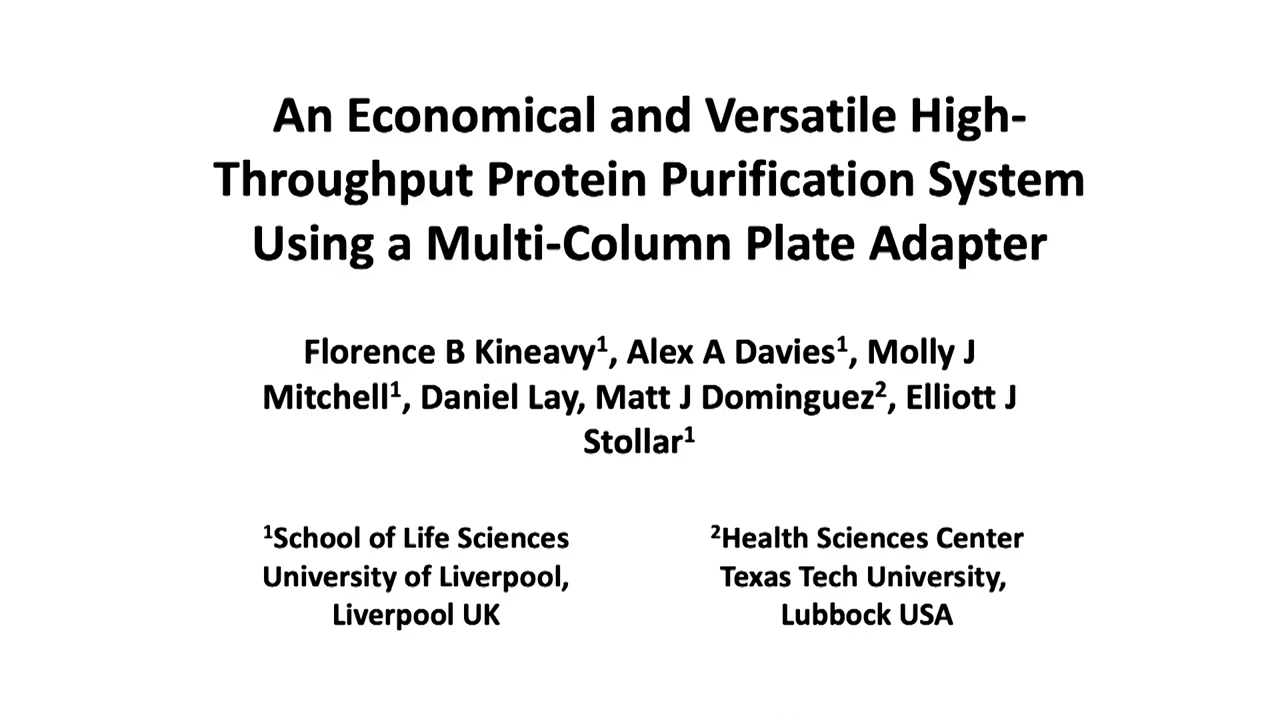 An Economical and Versatile High-
Throughput Protein Purification System
Using a Multi-Column Plate Adapter
Florence B Kineavy¹, Alex A Davies¹, Molly J
Mitchell¹, Daniel Lay, Matt J Dominguez², Elliott J
Stollar¹
¹School of Life Sciences
University of Liverpool,
Liverpool UK
²Health Sciences Center
Texas Tech University,
Lubbock USA